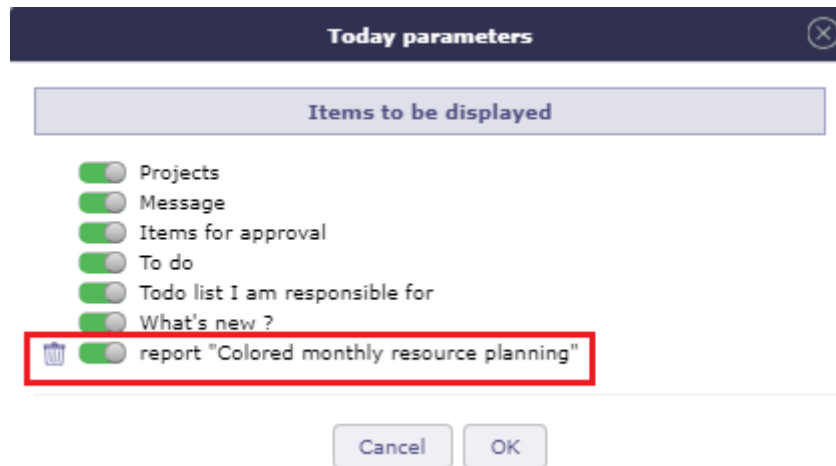 Today parameters
Items to be displayed
Projects
Message
Items for approval
To do
Todo list I am responsible for
What's new ?
report "Colored monthly resource planning"
Cancel OK